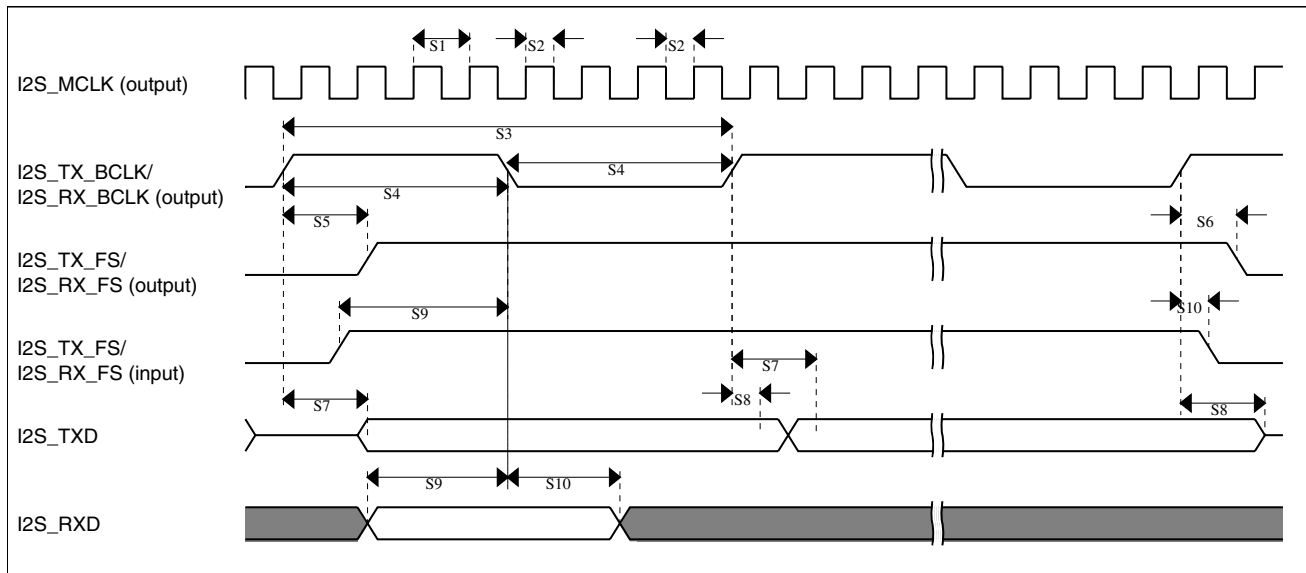 S1
S2
S2
I2S_MCLK (output)
S3
I2S_TX_BCLK/
I2S_RX_BCLK (output)
S4
S4
S5
S6
I2S_TX_FS/
I2S_RX_FS (output)
S9
S10
I2S_TX_FS/
I2S_RX_FS (input)
S7
S8
S7
S8
I2S_TXD
S9
S10
I2S_RXD